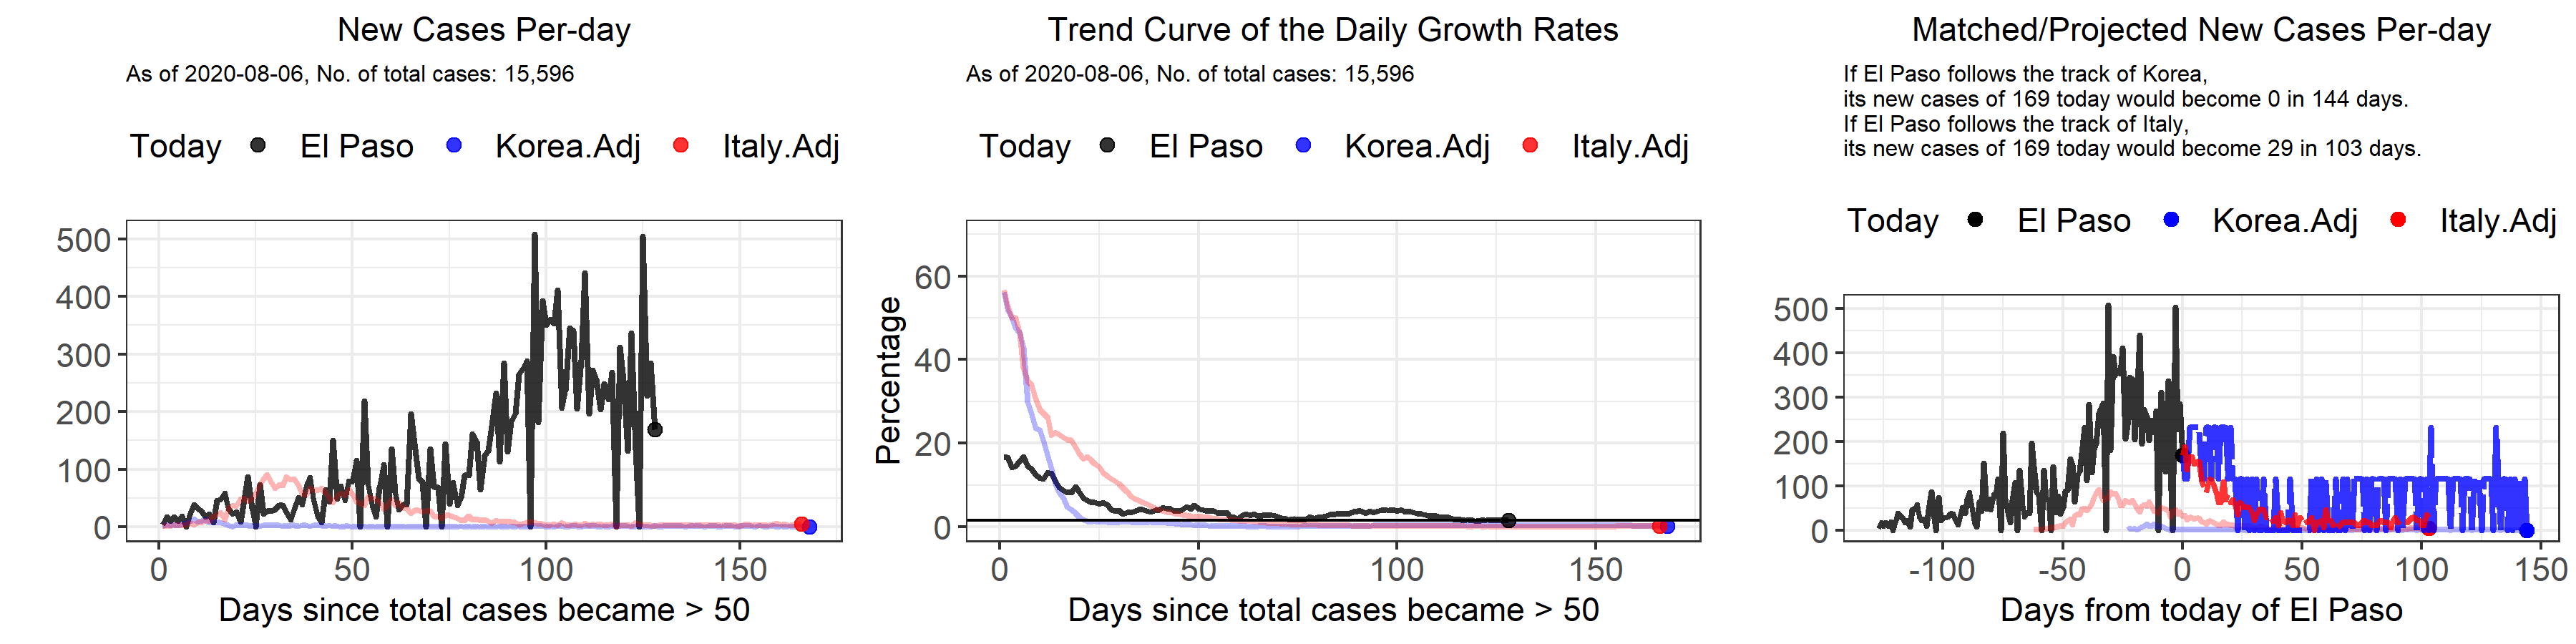 New Cases Per-day
As of 2020-08-06, No. of total cases: 15,596
Today El Paso Korea.Adj Italy.Adj
500
400
300
200
100
0
0 50 100 150
Days since total cases became > 50
Trend Curve of the Daily Growth Rates
As of 2020-08-06, No. of total cases: 15,596
Today El Paso Korea.Adj Italy.Adj
Percentage
60
40
20
0
0 50 100 150
Days since total cases became > 50
Matched/Projected New Cases Per-day
If El Paso follows the track of Korea,
its new cases of 169 today would become 0 in 144 days.
If El Paso follows the track of Italy,
its new cases of 169 today would become 29 in 103 days.
Today El Paso Korea.Adj Italy.Adj
500
400
300
200
100
0
-100 -50 0 50 100 150
Days from today of El Paso